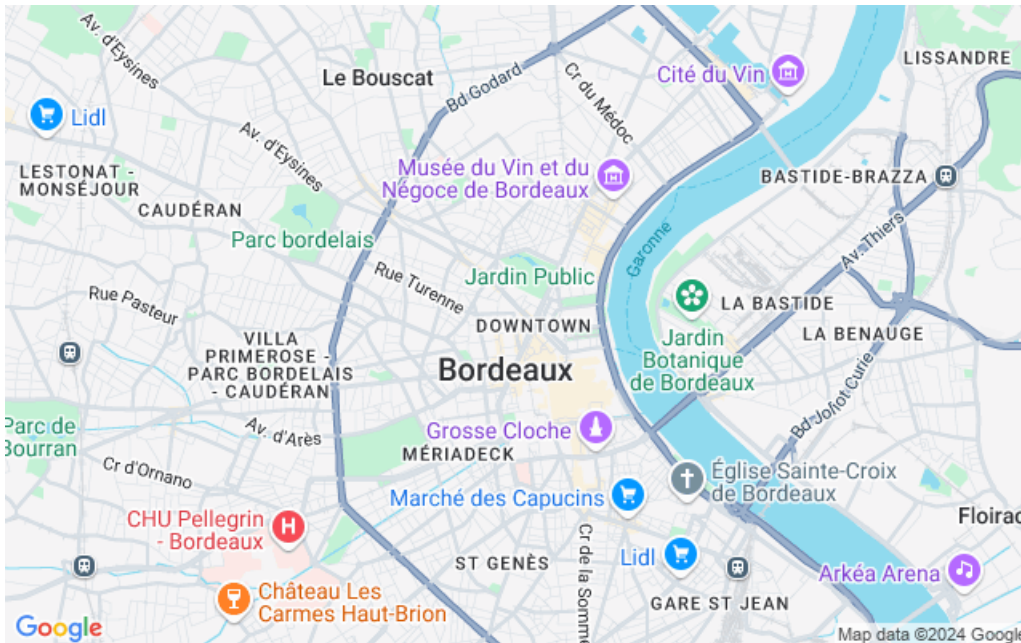 Av. d'Eysines
Le Bouscat
Bd Godard
Cr du Médoc
Cité du Vin
LISSANDRE
Lidl
Av. d'Eysines
LESTONAT -
MONSÉJOUR
CAUDÉRAN
Musée du Vin et du
Négoce de Bordeaux
BASTIDE-BRAZZA
Parc bordelais
Garonne
Av. Thiers
Rue Turenne
Jardin Public
Rue Pasteur
DOWNTOWN
LA BASTIDE
LA BENAUGE
VILLA
PRIMEROSE -
PARC BORDELAIS
- CAUDÉRAN
Jardin
Botanique
de Bordeaux
Bordeaux
Bd Joliot Curie
Parc de
Bourran
Av. d'Arès
Grosse Cloche
MÉRIADECK
Cr d'Ornano
Église Sainte-Croix
de Bordeaux
Marché des Capucins
CHU Pellegrin
- Bordeaux
H
Floirac
Cr de la Somme
ST GENÈS
Lidl
Arkéa Arena
Château Les
Carmes Haut-Brion
GARE ST JEAN
Google
Map data ©2024 Google